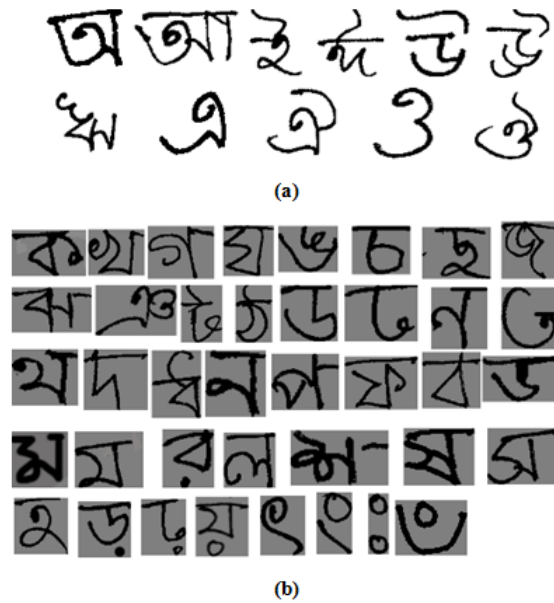 অ আ ই ঈ উ ঊ
ঋ এ ঐ ও ঔ
(a)
ক খ গ ঘ ঙ চ ছ জ
ঝ ঞ ট ঠ ড ঢ ণ ত
থ দ ধ ন প ফ ব ভ
ম য র ল শ ষ স
হ ড় ঢ় য় ৎ ং ঃ ঁ
(b)